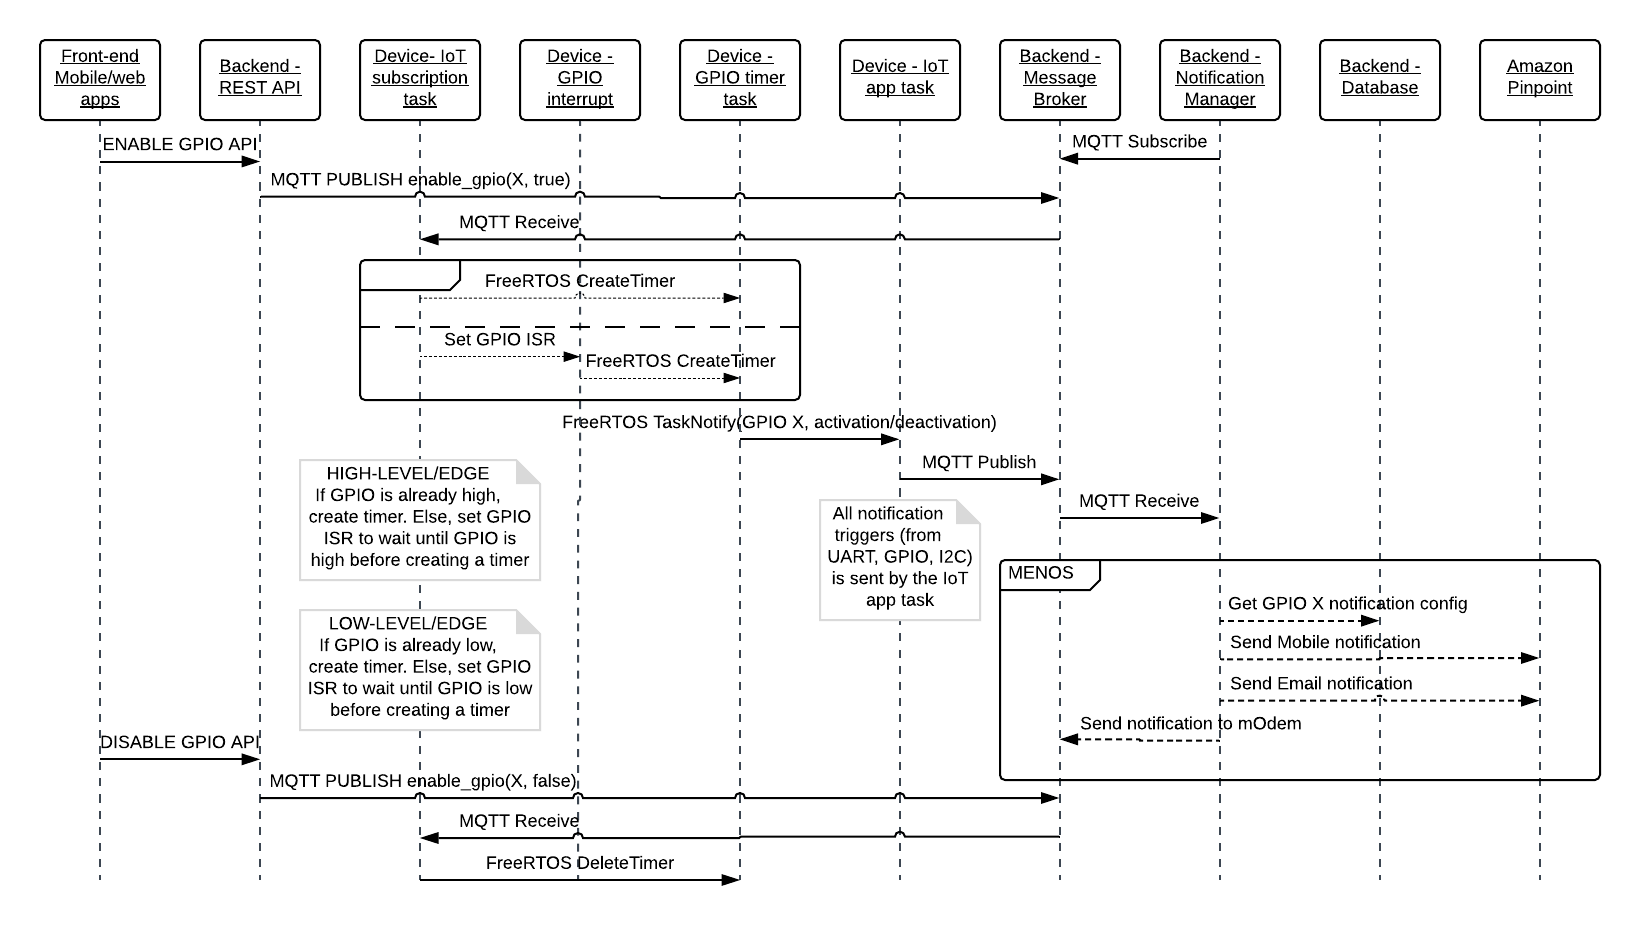 Front-end
Mobile/web
apps
Backend -
REST API
Device- IoT
subscription
task
Device -
GPIO
interrupt
Device -
GPIO timer
task
Device - IoT
app task
Backend -
Message
Broker
Backend -
Notification
Manager
Backend -
Database
Amazon
Pinpoint
ENABLE GPIO API
MQTT Subscribe
MQTT PUBLISH enable_gpio(X, true)
MQTT Receive
FreeRTOS CreateTimer
Set GPIO ISR
FreeRTOS CreateTimer
FreeRTOS TaskNotify(GPIO X, activation/deactivation)
MQTT Publish
MQTT Receive
HIGH-LEVEL/EDGE
If GPIO is already high,
create timer. Else, set GPIO
ISR to wait until GPIO is
high before creating a timer
All notification
triggers (from
UART, GPIO, I2C)
is sent by the IoT
app task
MENOS
Get GPIO X notification config
Send Mobile notification
Send Email notification
Send notification to mOdem
LOW-LEVEL/EDGE
If GPIO is already low,
create timer. Else, set GPIO
ISR to wait until GPIO is low
before creating a timer
DISABLE GPIO API
MQTT PUBLISH enable_gpio(X, false)
MQTT Receive
FreeRTOS DeleteTimer